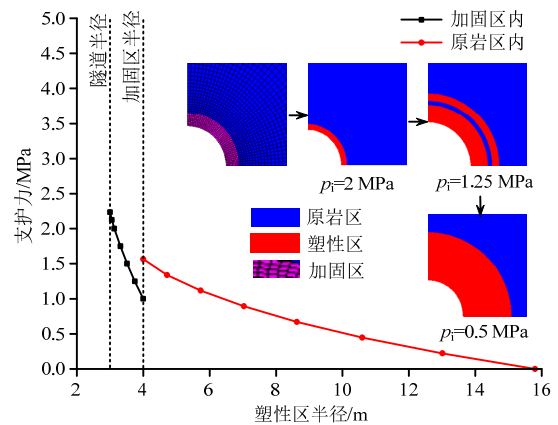 5.0
4.5
4.0
3.5
3.0
2.5
2.0
1.5
1.0
0.5
0.0
支护力/MPa
隧道半径
加固区半径
加固区内
原岩区内
pi=2 MPa
pi=1.25 MPa
原岩区
塑性区
加固区
pi=0.5 MPa
2 4 6 8 10 12 14 16
塑性区半径/m